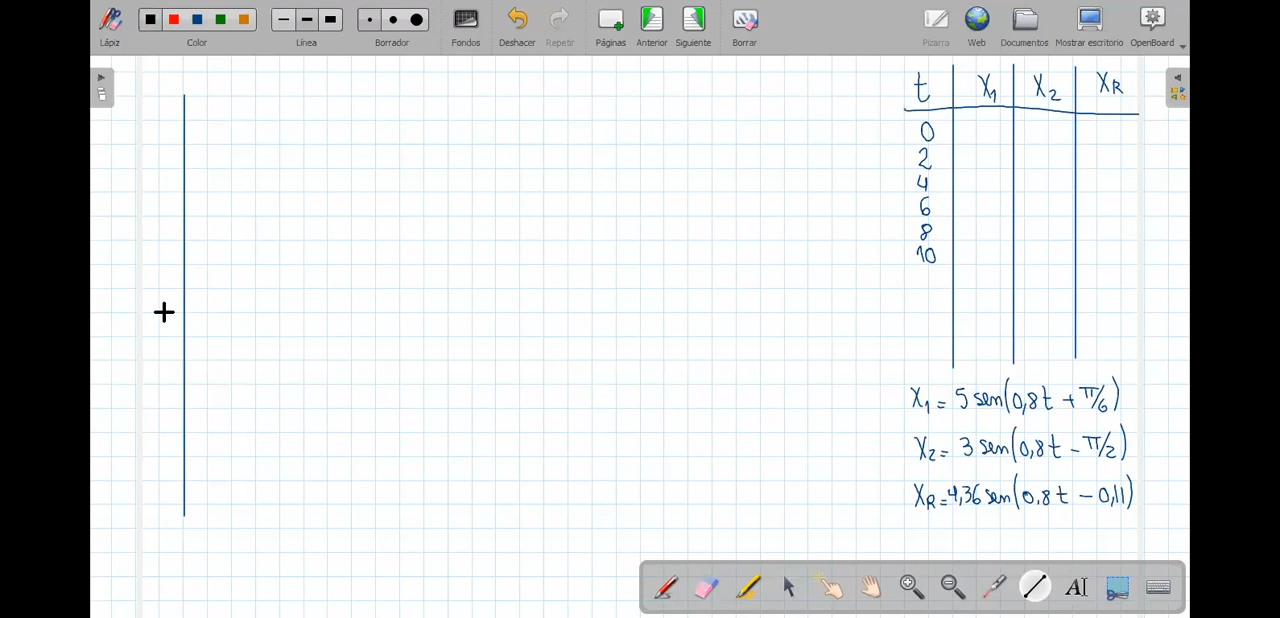 Lápiz Color Línea Borrador Fondos Deshacer Repetir Páginas Anterior Siguiente Borrar Pizarra Web Documentos Mostrar escritorio OpenBoard
t x₁ x₂ xR
0
2
4
6
8
10
x₁ = 5 sen(0,8t + π/6)
x₂ = 3 sen(0,8t - π/2)
xR = 4,36 sen(0,8t - 0,11)
AI